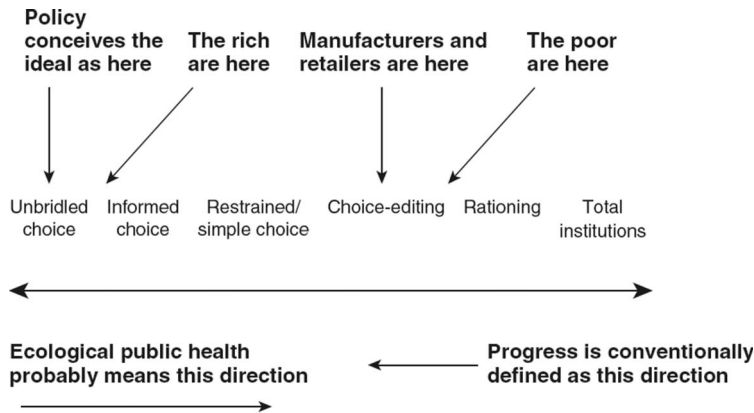 Policy
conceives the
ideal as here
The rich
are here
Manufacturers and
retailers are here
The poor
are here
Unbridled
choice
Informed
choice
Restrained/
simple choice
Choice-editing
Rationing
Total
institutions
Ecological public health
probably means this direction
Progress is conventionally
defined as this direction